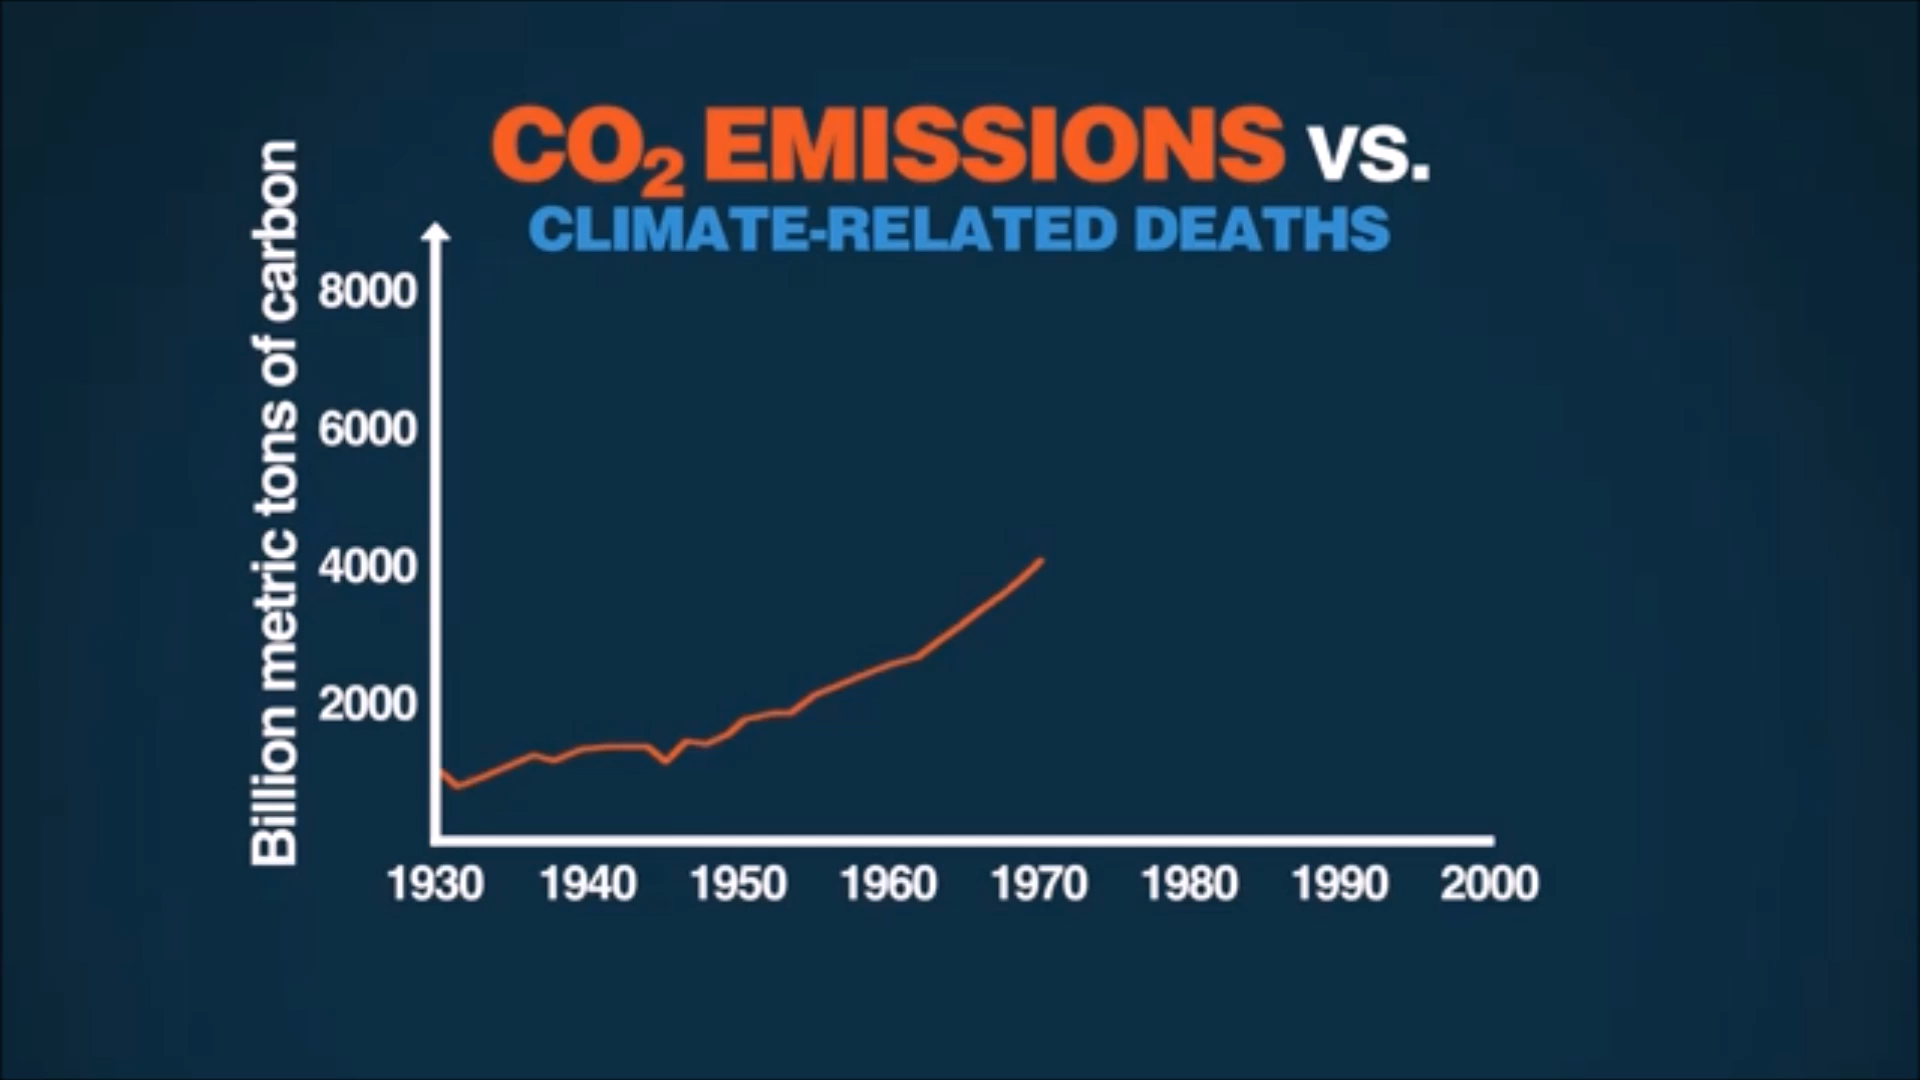 CO₂ EMISSIONS VS.
CLIMATE-RELATED DEATHS
Billion metric tons of carbon
8000
6000
4000
2000
1930 1940 1950 1960 1970 1980 1990 2000